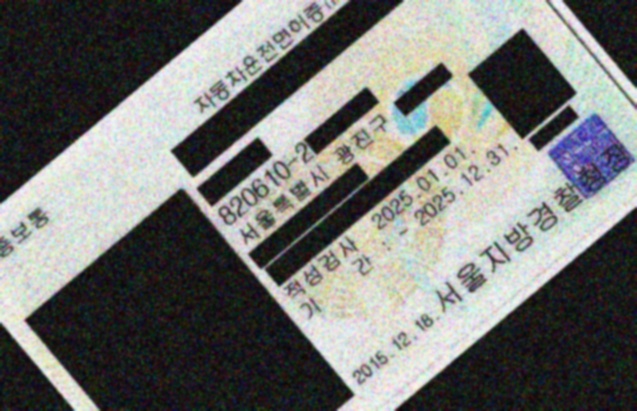 자동차운전면허증
종보통
820610-2
서울특별시 광진구
적성검사 2025.01.01.
기 간 : ~ 2025.12.31.
2015.12.18. 서울지방경찰청장